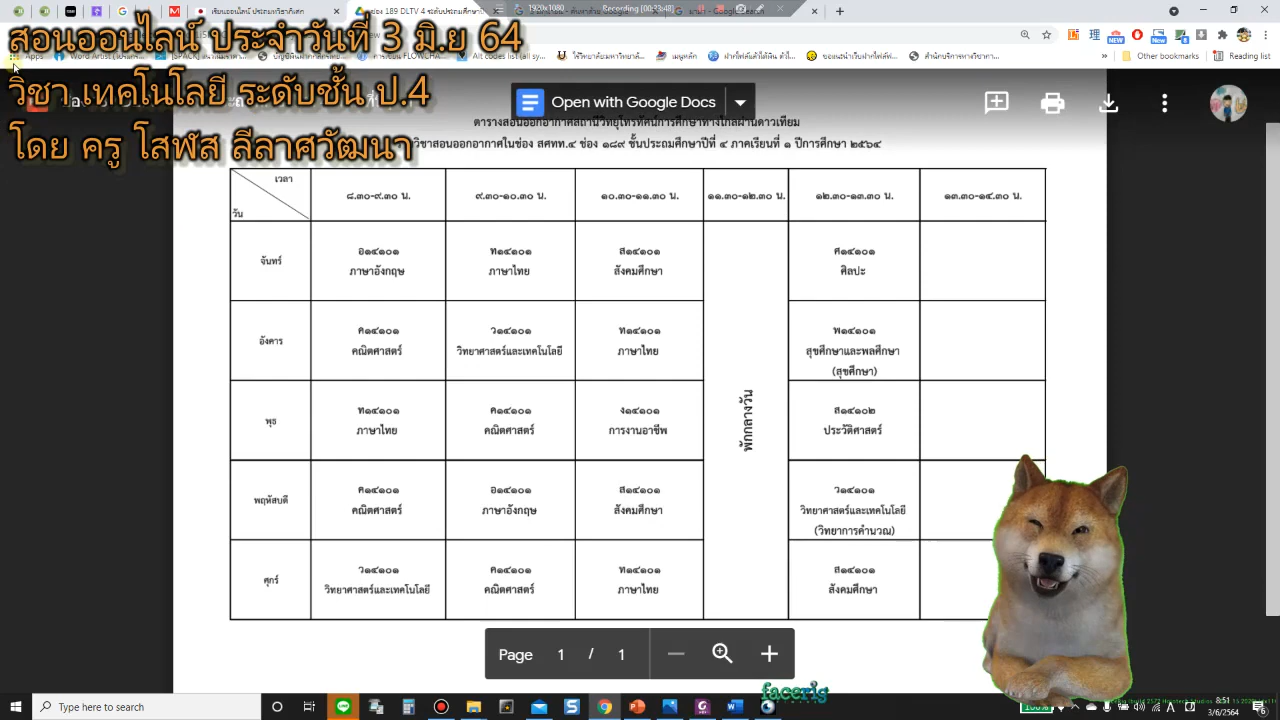 สอนออนไลน์ ประจำวันที่ 3 มิ.ย 64
วิชา เทคโนโลยี ระดับชั้น ป.4
โดย ครู โสฬส ลีลาศวัฒนา
1920x1080
Recording [00:23:48]
ช่อง 189 DLTV 4 ระดับประถมศึกษา
Reading list
Open with Google Docs
ตารางสอนออกอากาศสถานีวิทยุโทรทัศน์การศึกษาทางไกลผ่านดาวเทียม
วิชาสอนออกอากาศในช่อง สศทท.๔ ช่อง ๑๘๙ ชั้นประถมศึกษาปีที่ ๔ ภาคเรียนที่ ๑ ปีการศึกษา ๒๕๖๔
เวลา
วัน
๘.๓๐-๙.๓๐ น. ๙.๓๐-๑๐.๓๐ น. ๑๐.๓๐-๑๑.๓๐ น. ๑๑.๓๐-๑๒.๓๐ น. ๑๒.๓๐-๑๓.๓๐ น. ๑๓.๓๐-๑๔.๓๐ น.
จันทร์
อ๑๔๑๐๑ ท๑๔๑๐๑ ส๑๔๑๐๑ ศ๑๔๑๐๑
ภาษาอังกฤษ ภาษาไทย สังคมศึกษา ศิลปะ
อังคาร
ค๑๔๑๐๑ ว๑๔๑๐๑ ท๑๔๑๐๑ พ๑๔๑๐๑
คณิตศาสตร์ วิทยาศาสตร์และเทคโนโลยี ภาษาไทย สุขศึกษาและพลศึกษา
(สุขศึกษา)
พักกลางวัน
พุธ
ท๑๔๑๐๑ ค๑๔๑๐๑ ง๑๔๑๐๑ ส๑๔๑๐๒
ภาษาไทย คณิตศาสตร์ การงานอาชีพ ประวัติศาสตร์
พฤหัสบดี
ค๑๔๑๐๑ อ๑๔๑๐๑ ส๑๔๑๐๑ ว๑๔๑๐๑
คณิตศาสตร์ ภาษาอังกฤษ สังคมศึกษา วิทยาศาสตร์และเทคโนโลยี
(วิทยาการคำนวณ)
ศุกร์
ว๑๔๑๐๑ ค๑๔๑๐๑ ท๑๔๑๐๑ ส๑๔๑๐๑
วิทยาศาสตร์และเทคโนโลยี คณิตศาสตร์ ภาษาไทย สังคมศึกษา
Page 1 / 1
facerig
Type here to search
100%
8:51
3/6/2564